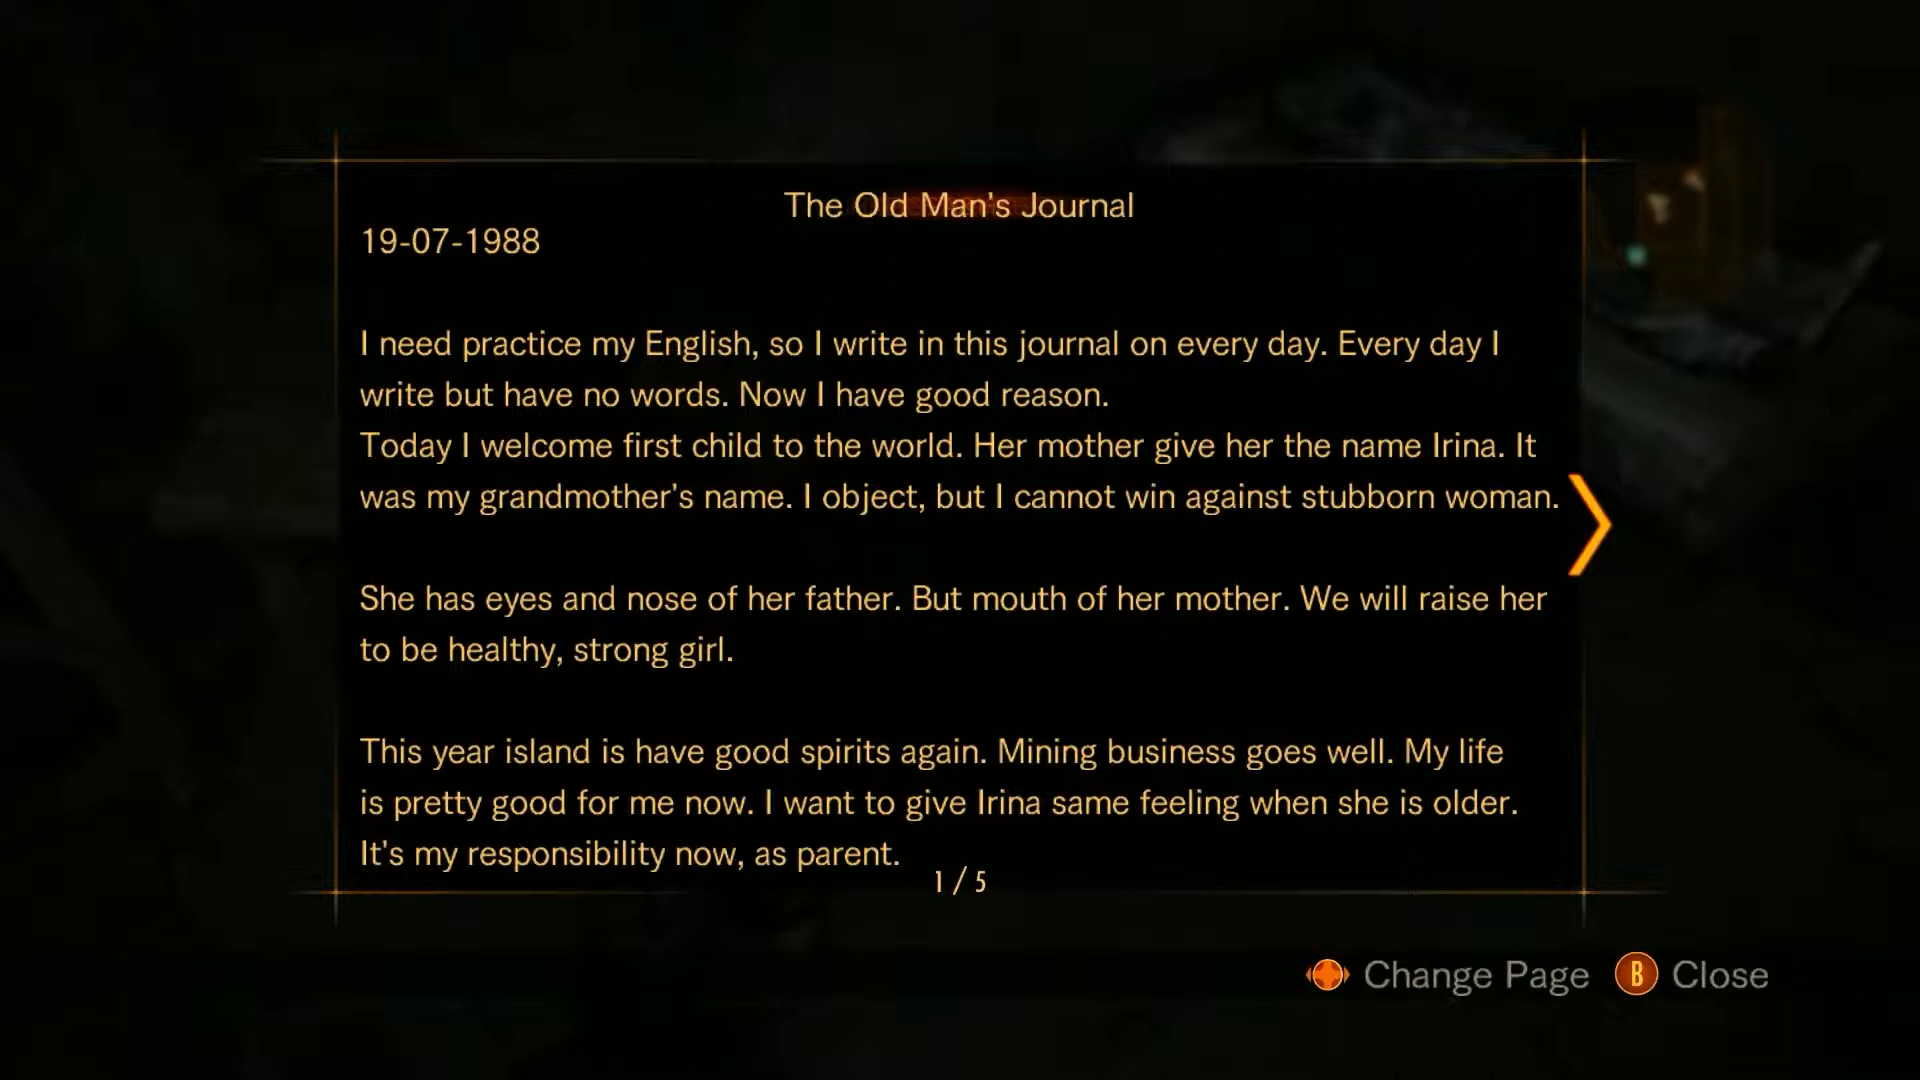 The Old Man's Journal
19-07-1988
I need practice my English, so I write in this journal on every day. Every day I
write but have no words. Now I have good reason.
Today I welcome first child to the world. Her mother give her the name Irina. It
was my grandmother's name. I object, but I cannot win against stubborn woman.
She has eyes and nose of her father. But mouth of her mother. We will raise her
to be healthy, strong girl.
This year island is have good spirits again. Mining business goes well. My life
is pretty good for me now. I want to give Irina same feeling when she is older.
It's my responsibility now, as parent.
1 / 5
Change Page B Close